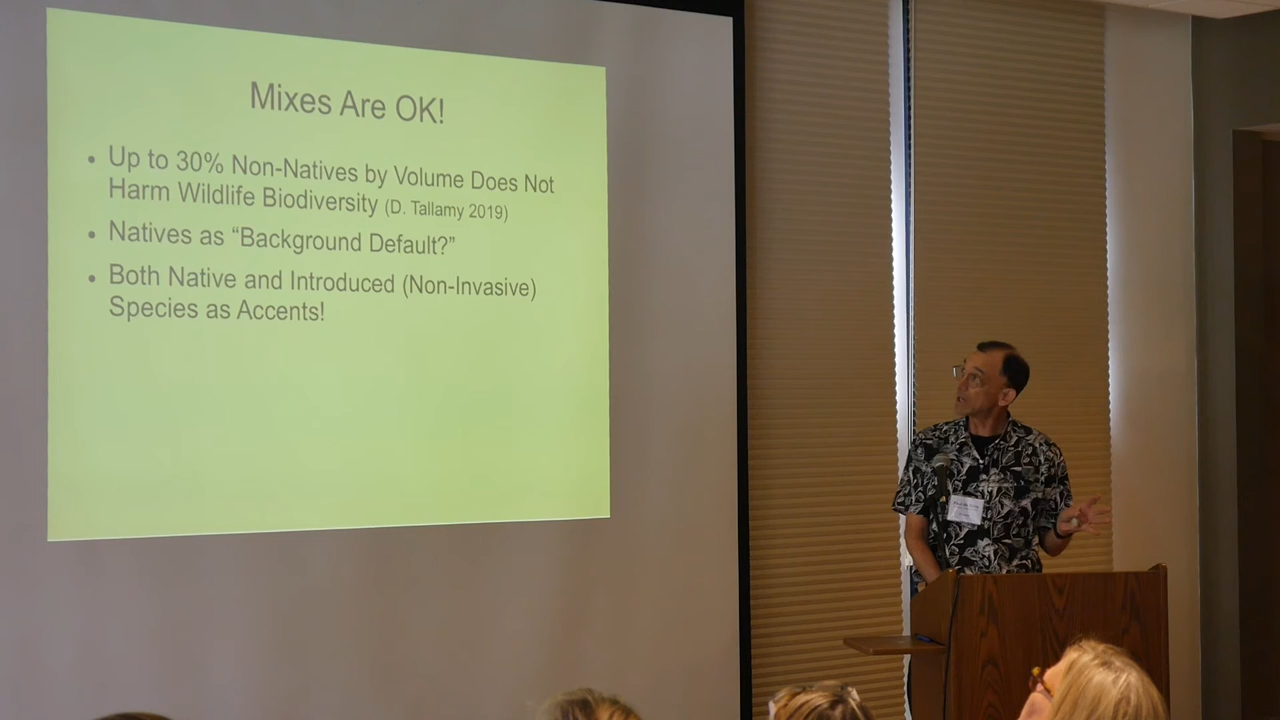 Mixes Are OK!
• Up to 30% Non-Natives by Volume Does Not
Harm Wildlife Biodiversity (D. Tallamy 2019)
• Natives as “Background Default?”
• Both Native and Introduced (Non-Invasive)
Species as Accents!